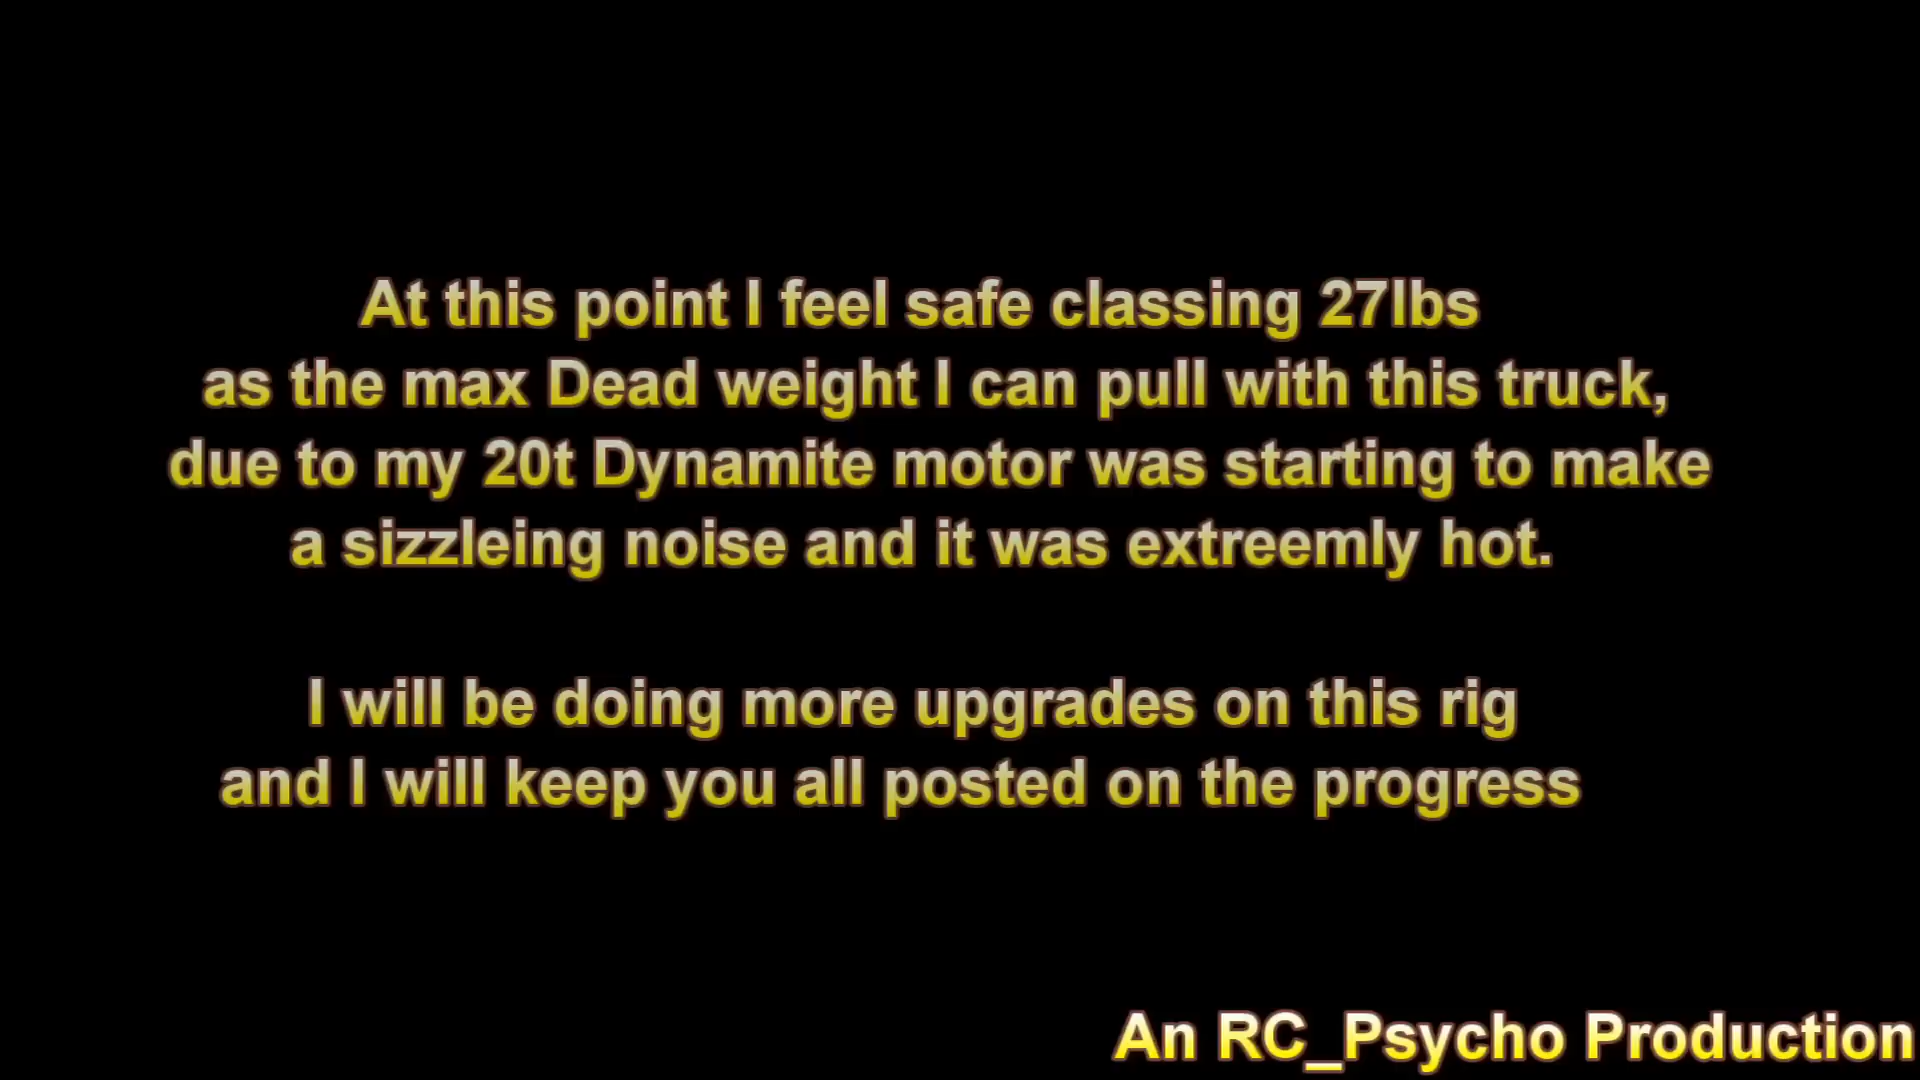 At this point I feel safe classing 27lbs
as the max Dead weight I can pull with this truck,
due to my 20t Dynamite motor was starting to make
a sizzleing noise and it was extreemly hot.
I will be doing more upgrades on this rig
and I will keep you all posted on the progress
An RC_Psycho Production